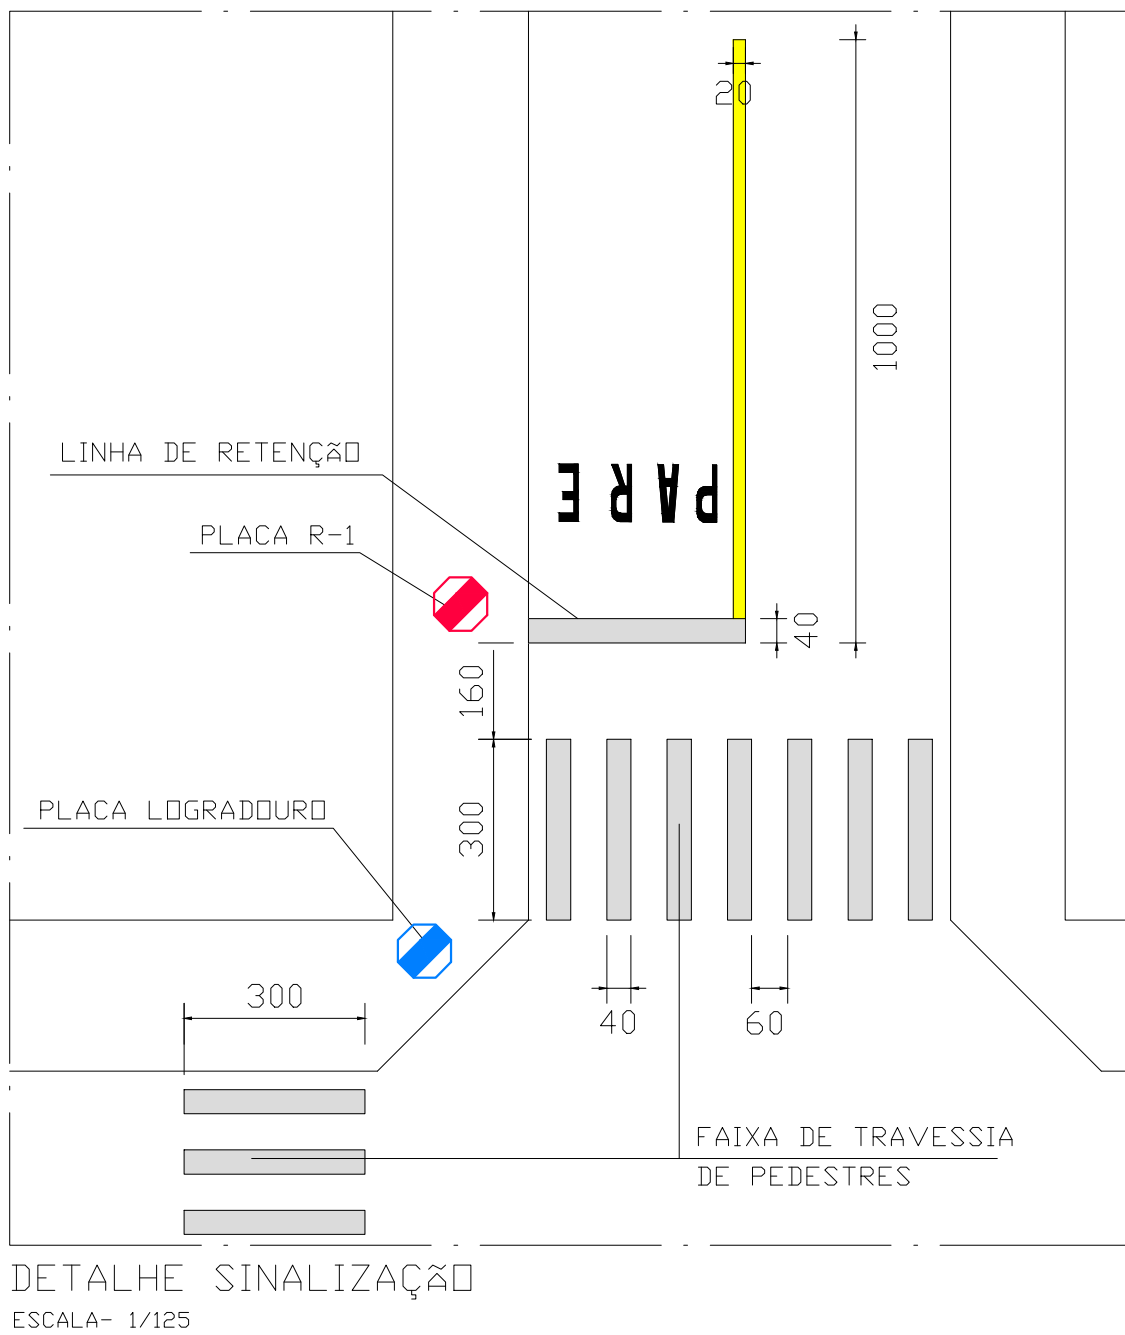 20
1000
LINHA DE RETENÇÃO
PARE
PLACA R-1
40
160
PLACA LOGRADOURO
300
300
40
60
FAIXA DE TRAVESSIA
DE PEDESTRES
DETALHE SINALIZAÇÃO
ESCALA- 1/125